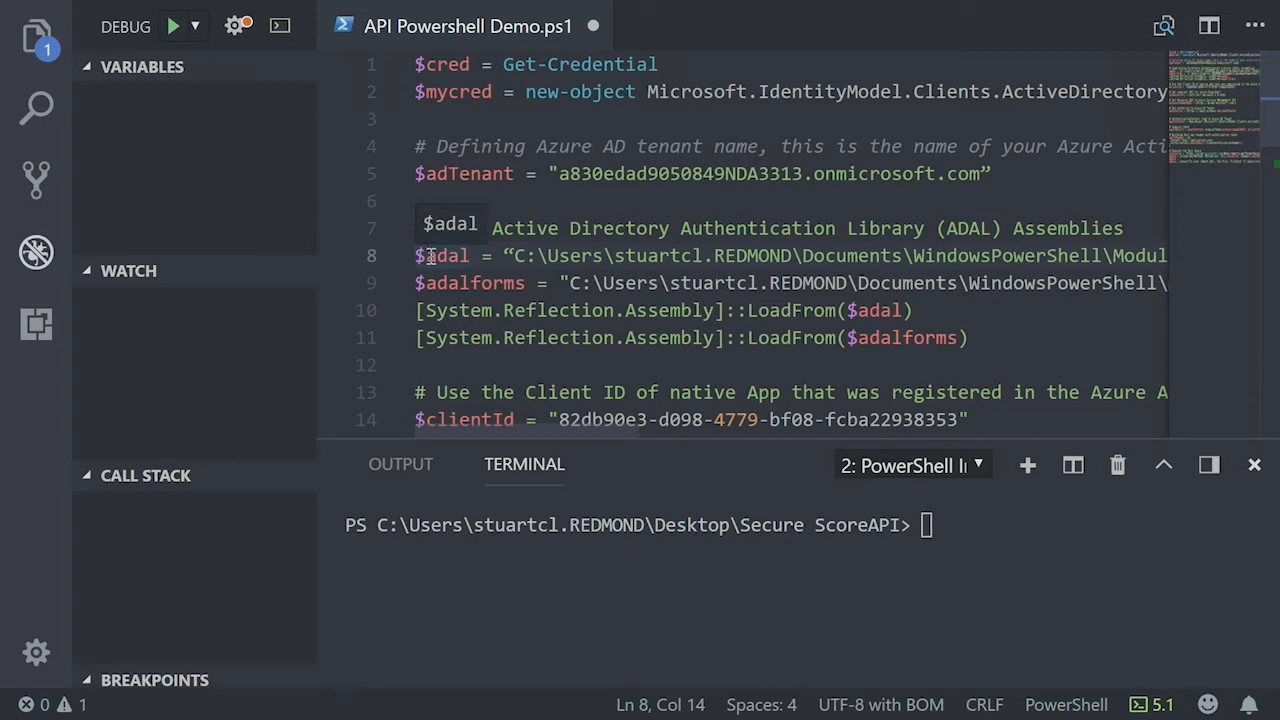 DEBUG
API Powershell Demo.ps1
1
VARIABLES
WATCH
CALL STACK
BREAKPOINTS
1 $cred = Get-Credential
2 $mycred = new-object Microsoft.IdentityModel.Clients.ActiveDirectory
3
4 # Defin Azure AD tenant name, this is the name of your Azure Acti
5 $adTenant = "a830edad9050849NDA3313.onmicrosoft.com”
6
$adal
7 Active Directory Authentication Library (ADAL) Assemblies
8 $adal = “C:\Users\stuartcl.REDMOND\Documents\WindowsPowerShell\Modul
9 $adalforms = "C:\Users\stuartcl.REDMOND\Documents\WindowsPowerShell\
10 [System.Reflection.Assembly]::LoadFrom($adal)
11 [System.Reflection.Assembly]::LoadFrom($adalforms)
12
13 # Use the Client ID of native App that was registered in the Azure A
14 $clientId = "82db90e3-d098-4779-bf08-fcba22938353"
OUTPUT TERMINAL 2: PowerShell I
PS C:\Users\stuartcl.REDMOND\Desktop\Secure ScoreAPI>
0 1 Ln 8, Col 14 Spaces: 4 UTF-8 with BOM CRLF PowerShell 5.1